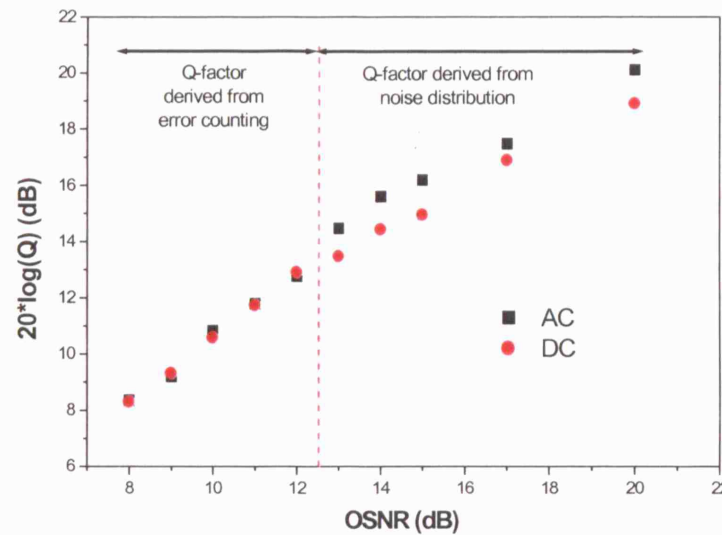 22
20
18
16
14
12
10
8
6
20*log(Q) (dB)
Q-factor
derived from
error counting
Q-factor derived from
noise distribution
AC
DC
8
10
12
14
16
18
20
22
OSNR (dB)